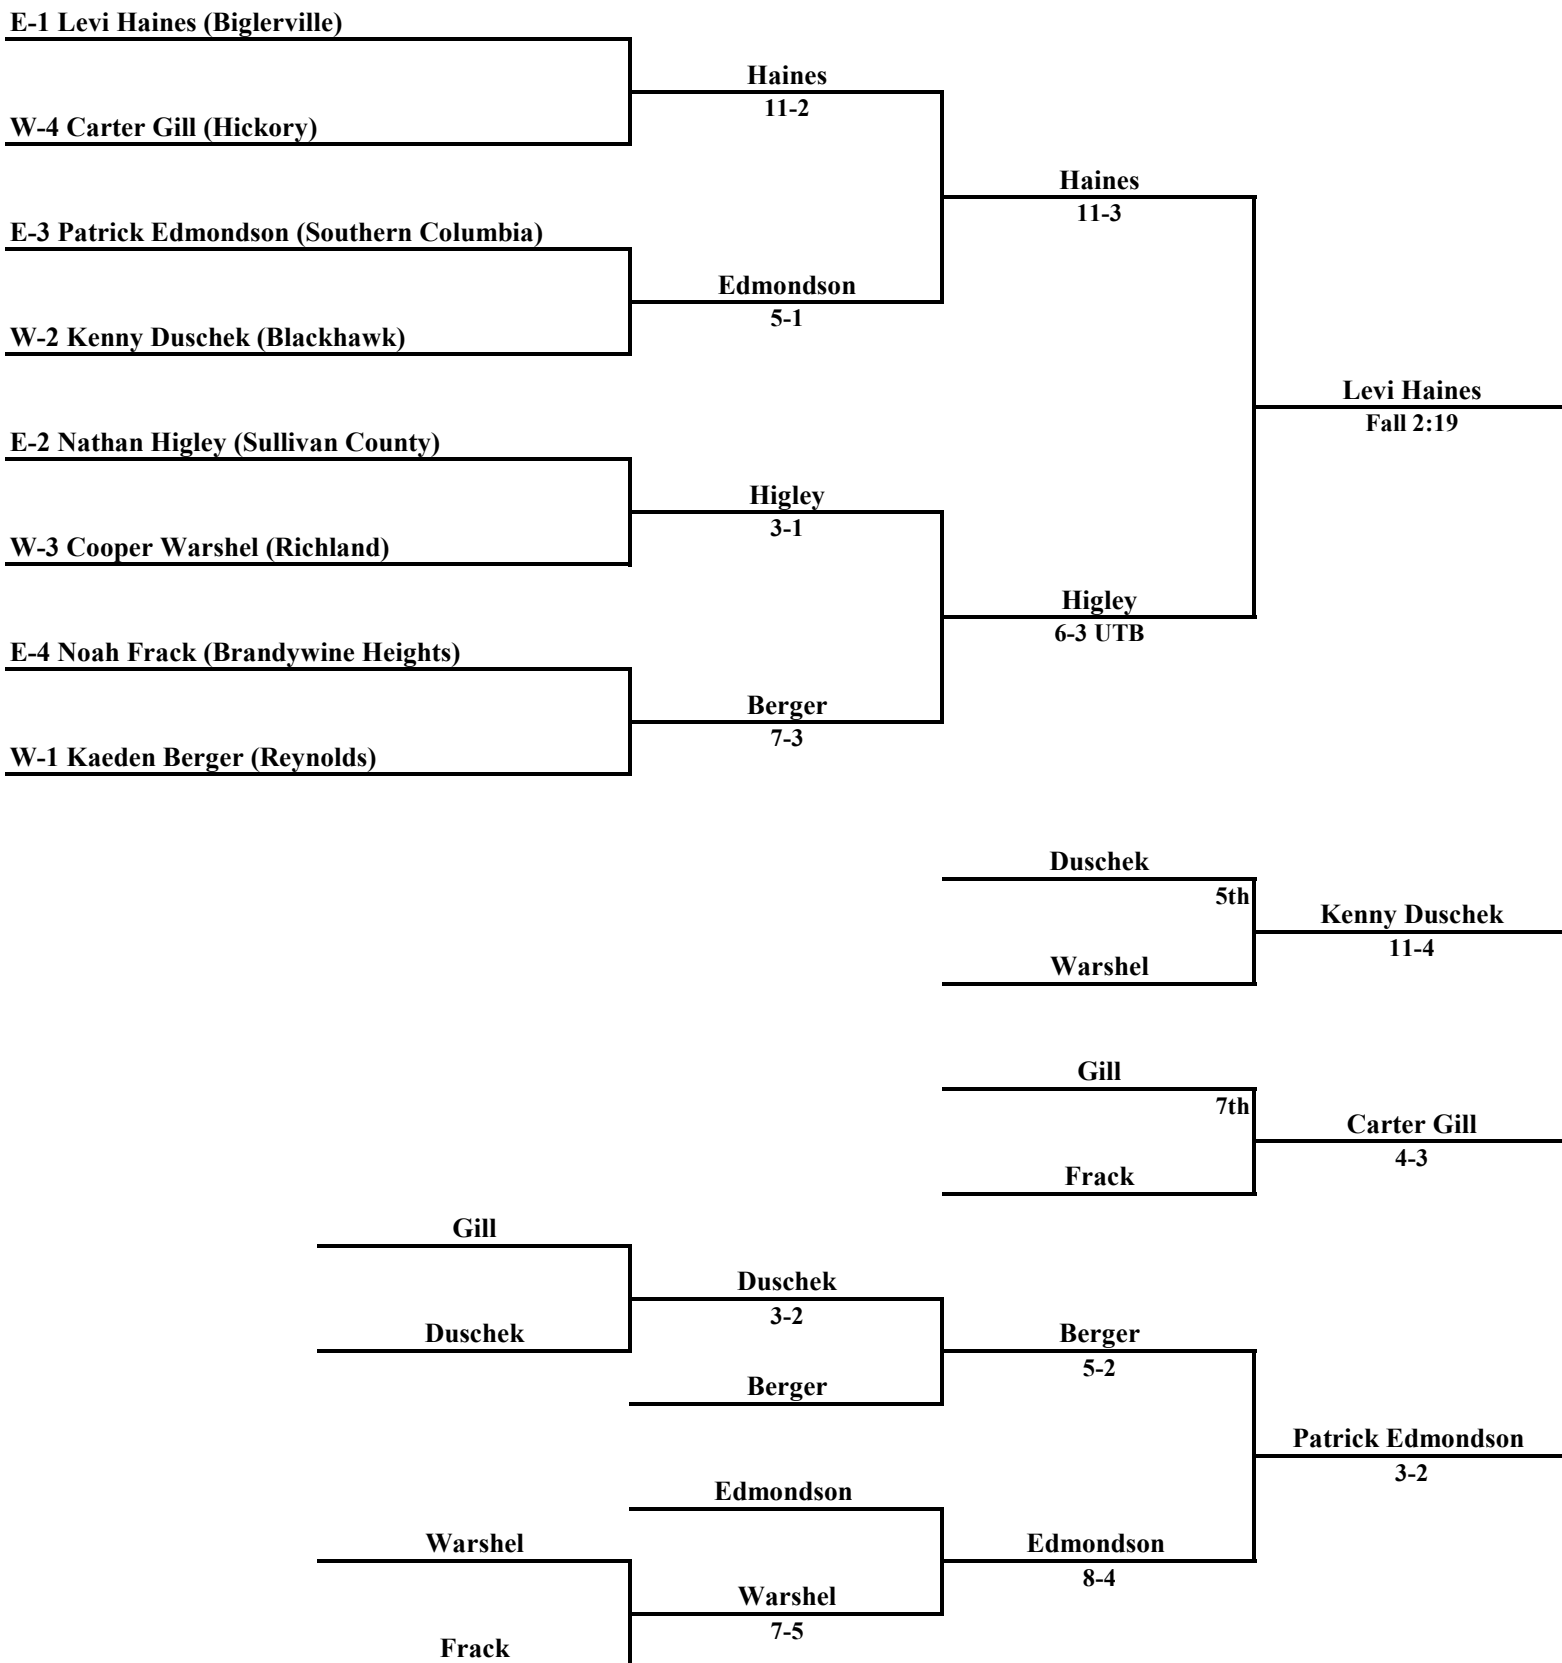 E-1 Levi Haines (Biglerville)
Haines
11-2
W-4 Carter Gill (Hickory)
Haines
11-3
E-3 Patrick Edmondson (Southern Columbia)
Edmondson
5-1
W-2 Kenny Duschek (Blackhawk)
Levi Haines
Fall 2:19
E-2 Nathan Higley (Sullivan County)
Higley
3-1
W-3 Cooper Warshel (Richland)
Higley
6-3 UTB
E-4 Noah Frack (Brandywine Heights)
Berger
7-3
W-1 Kaeden Berger (Reynolds)
Duschek
5th
Kenny Duschek
11-4
Warshel
Gill
7th
Carter Gill
4-3
Frack
Gill
Duschek
3-2
Duschek
Berger
5-2
Berger
Patrick Edmondson
3-2
Edmondson
Warshel
Edmondson
8-4
Warshel
7-5
Frack